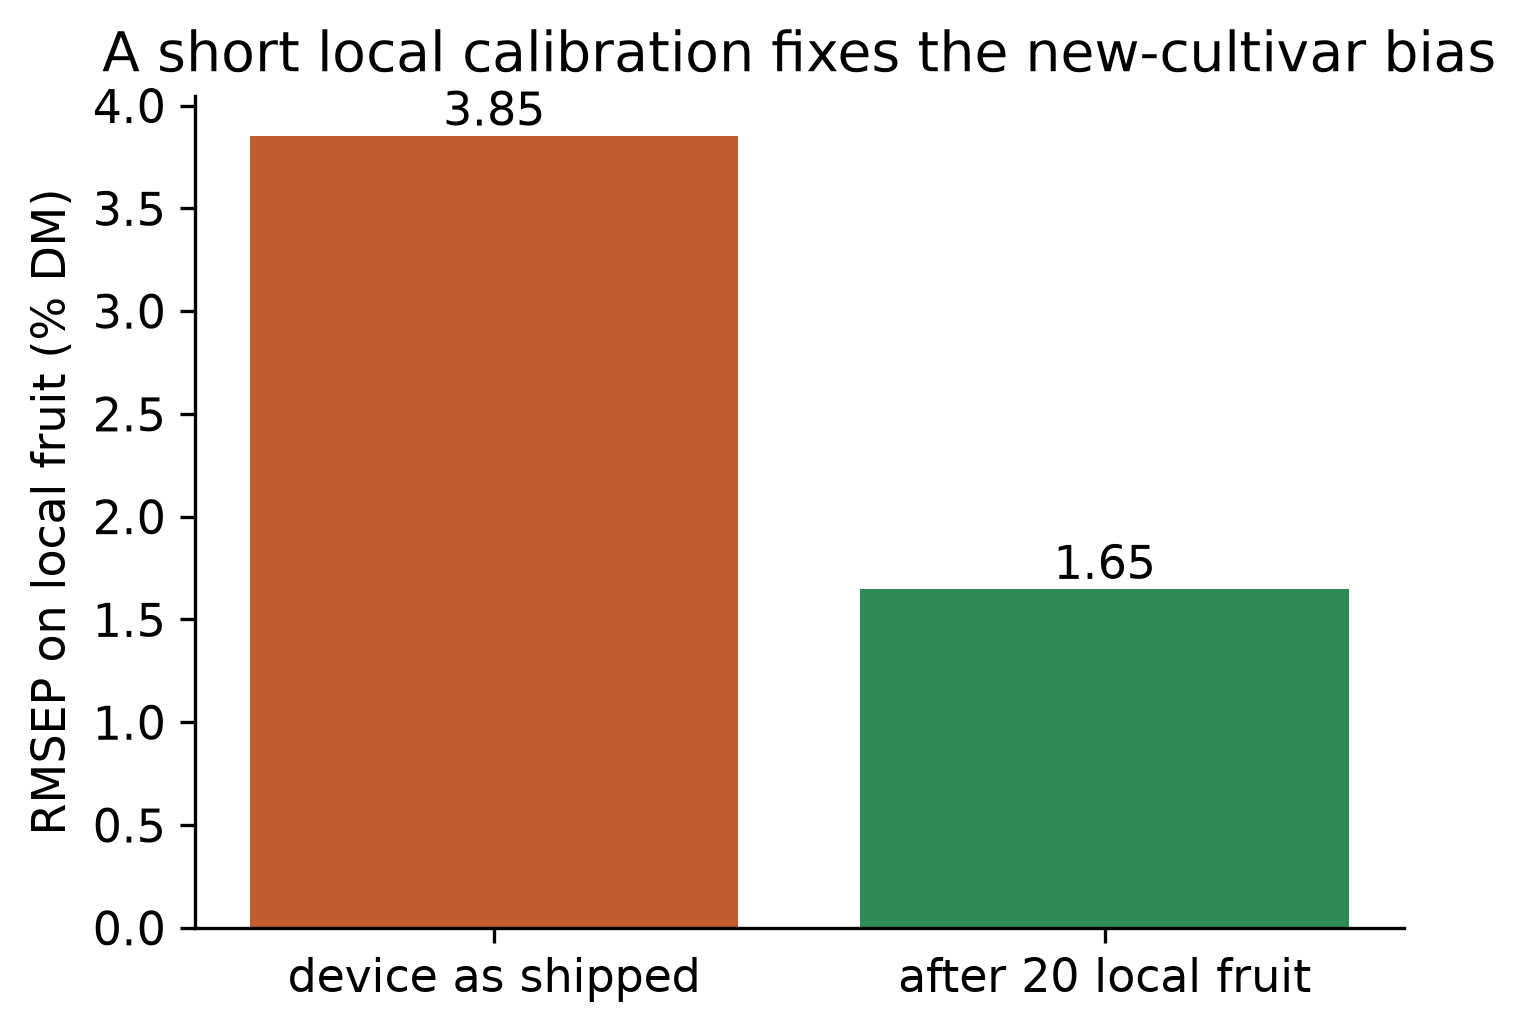 A short local calibration fixes the new-cultivar bias
RMSEP on local fruit (% DM)
4.0
3.5
3.0
2.5
2.0
1.5
1.0
0.5
0.0
3.85
1.65
device as shipped
after 20 local fruit